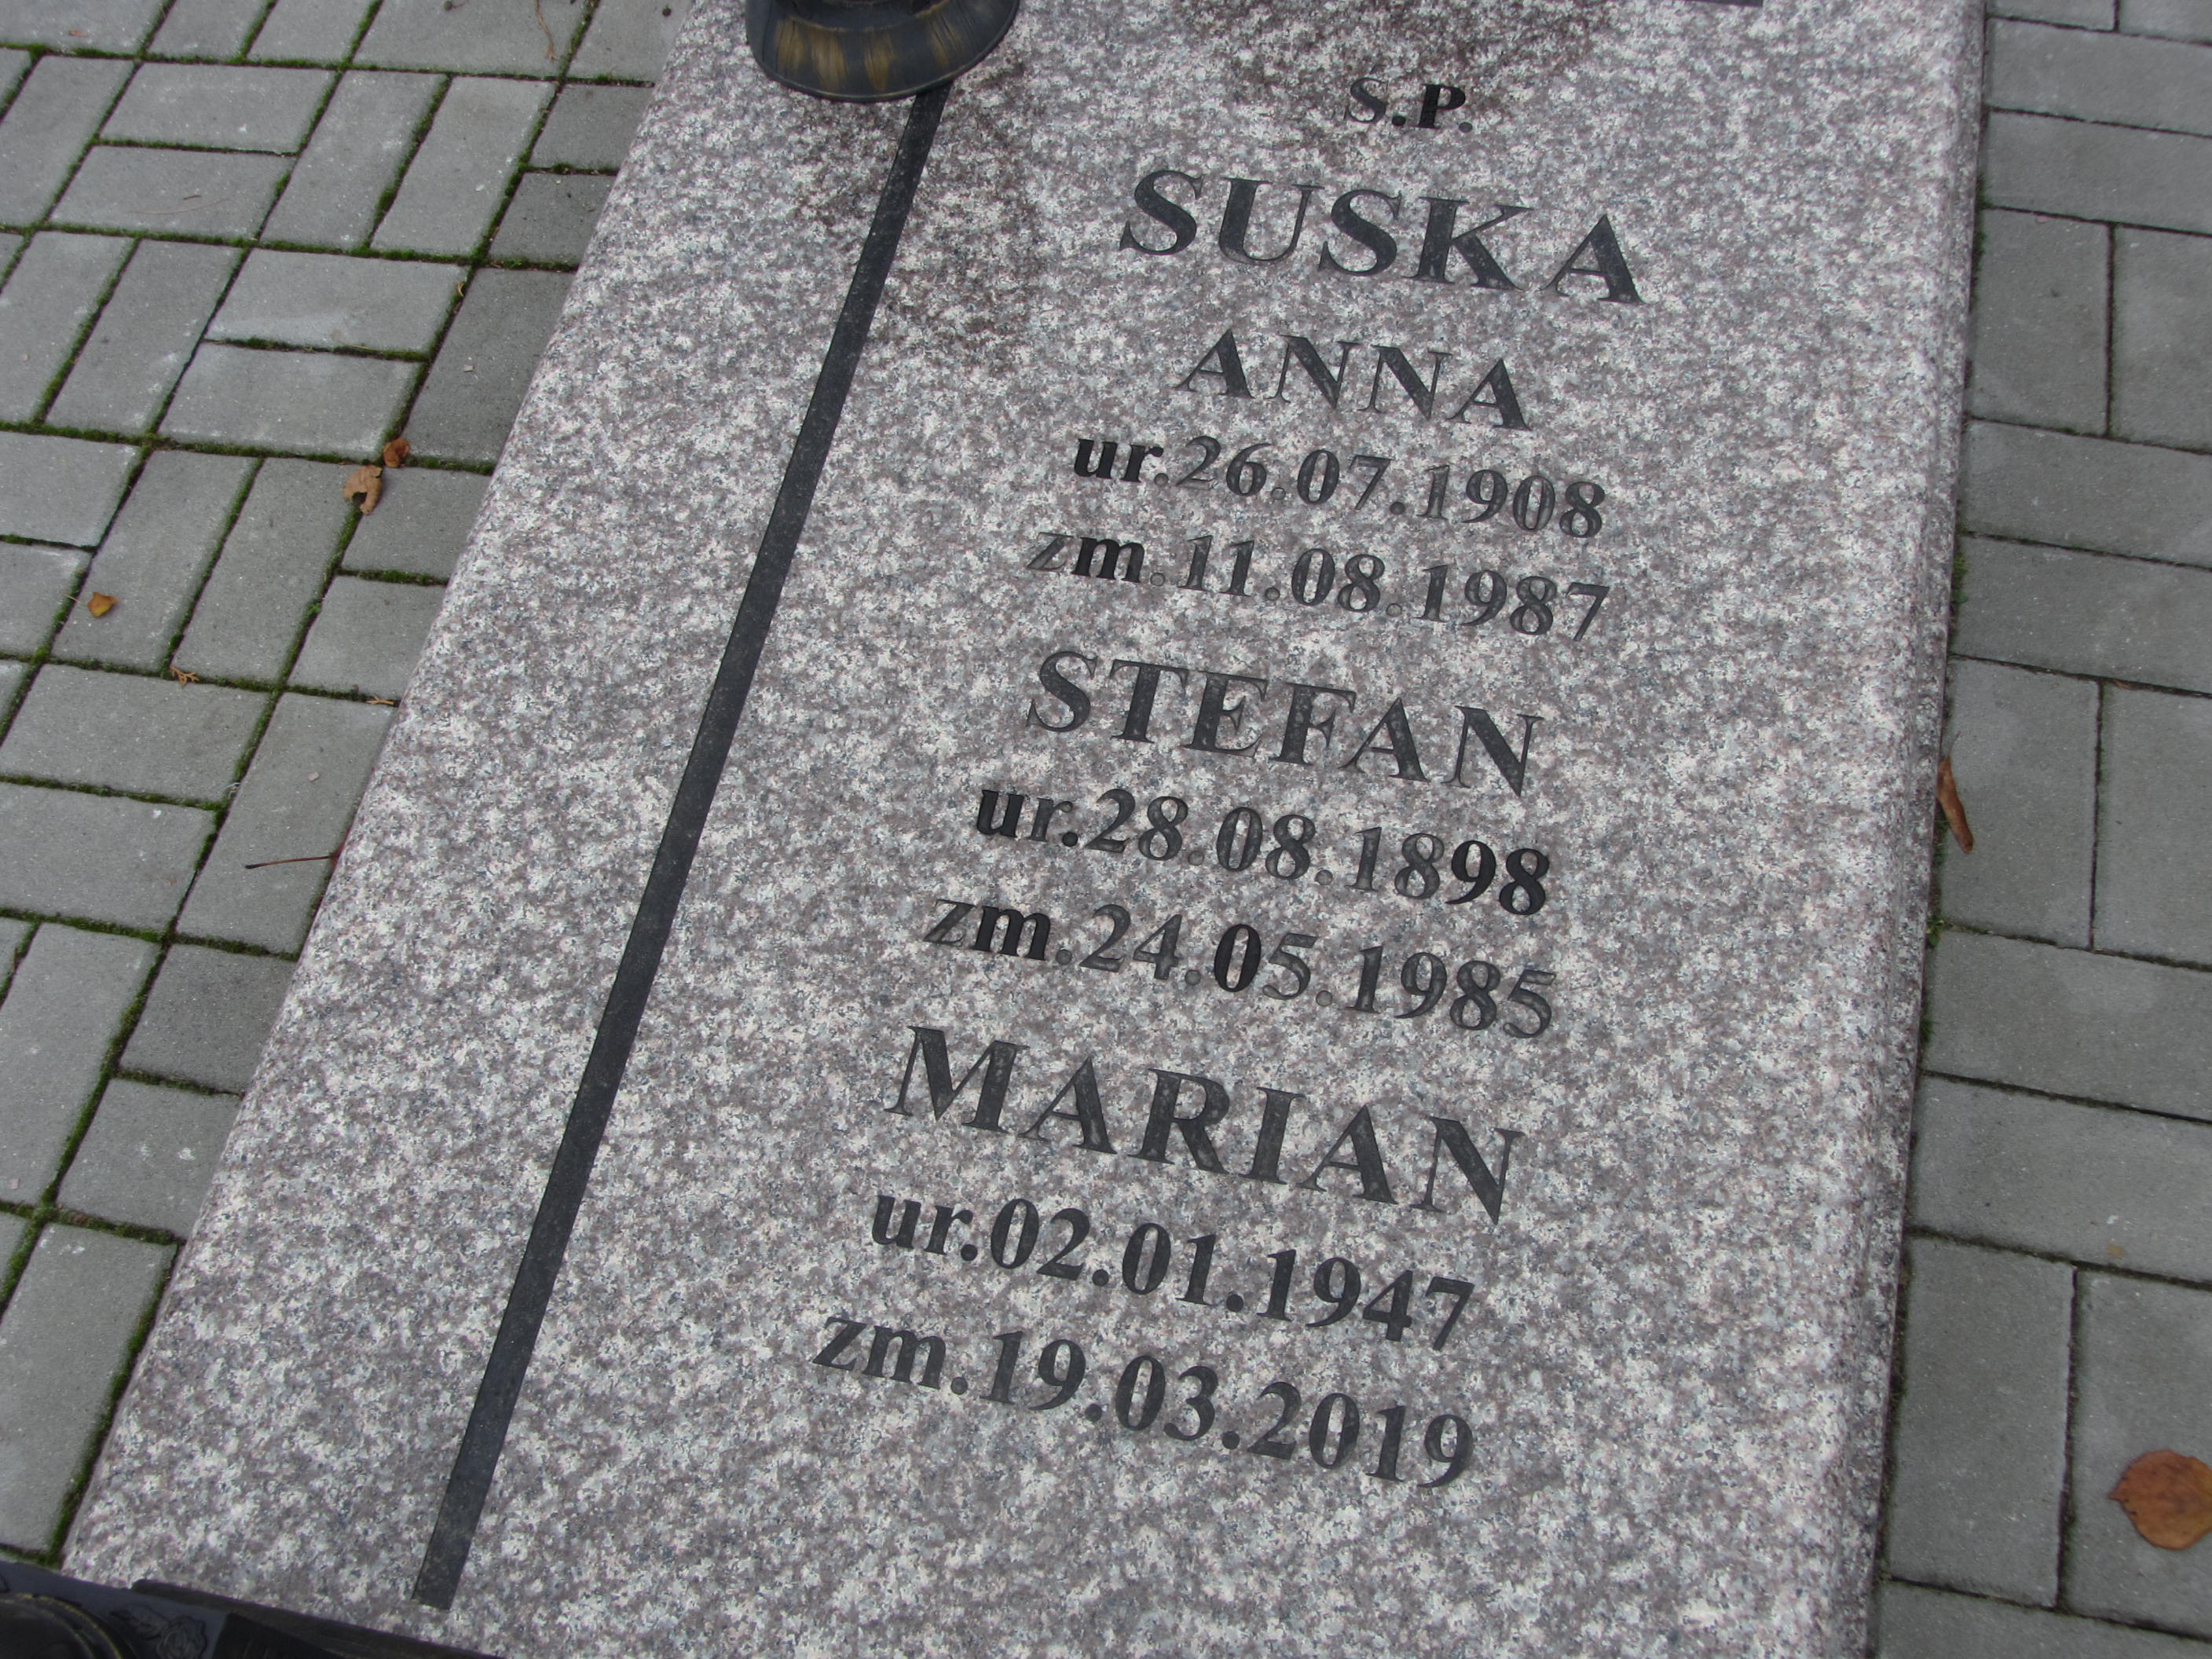 Ś.P.
SUSKA
ANNA
ur.26.07.1908
zm.11.08.1987
STEFAN
ur.28.08.1898
zm.24.05.1985
MARIAN
ur.02.01.1947
zm.19.03.2019